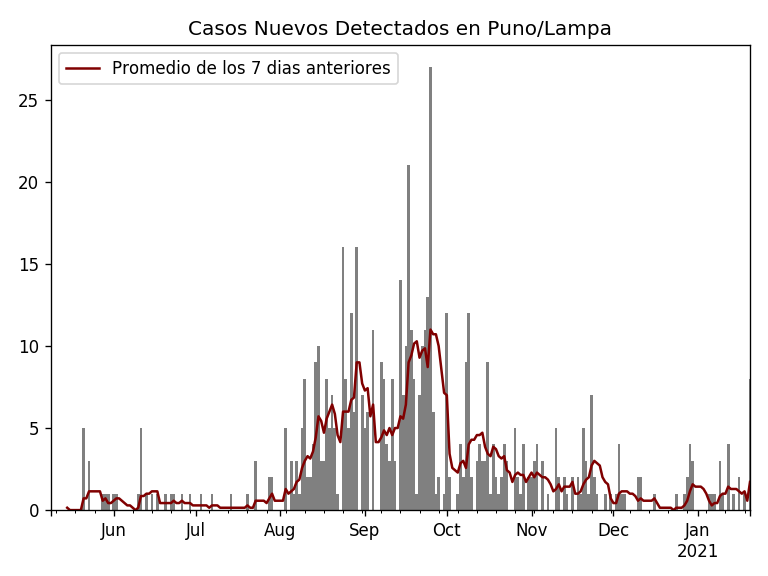 Casos Nuevos Detectados en Puno/Lampa
Promedio de los 7 dias anteriores
25
20
15
10
5
0
Jun Jul Aug Sep Oct Nov Dec Jan
2021